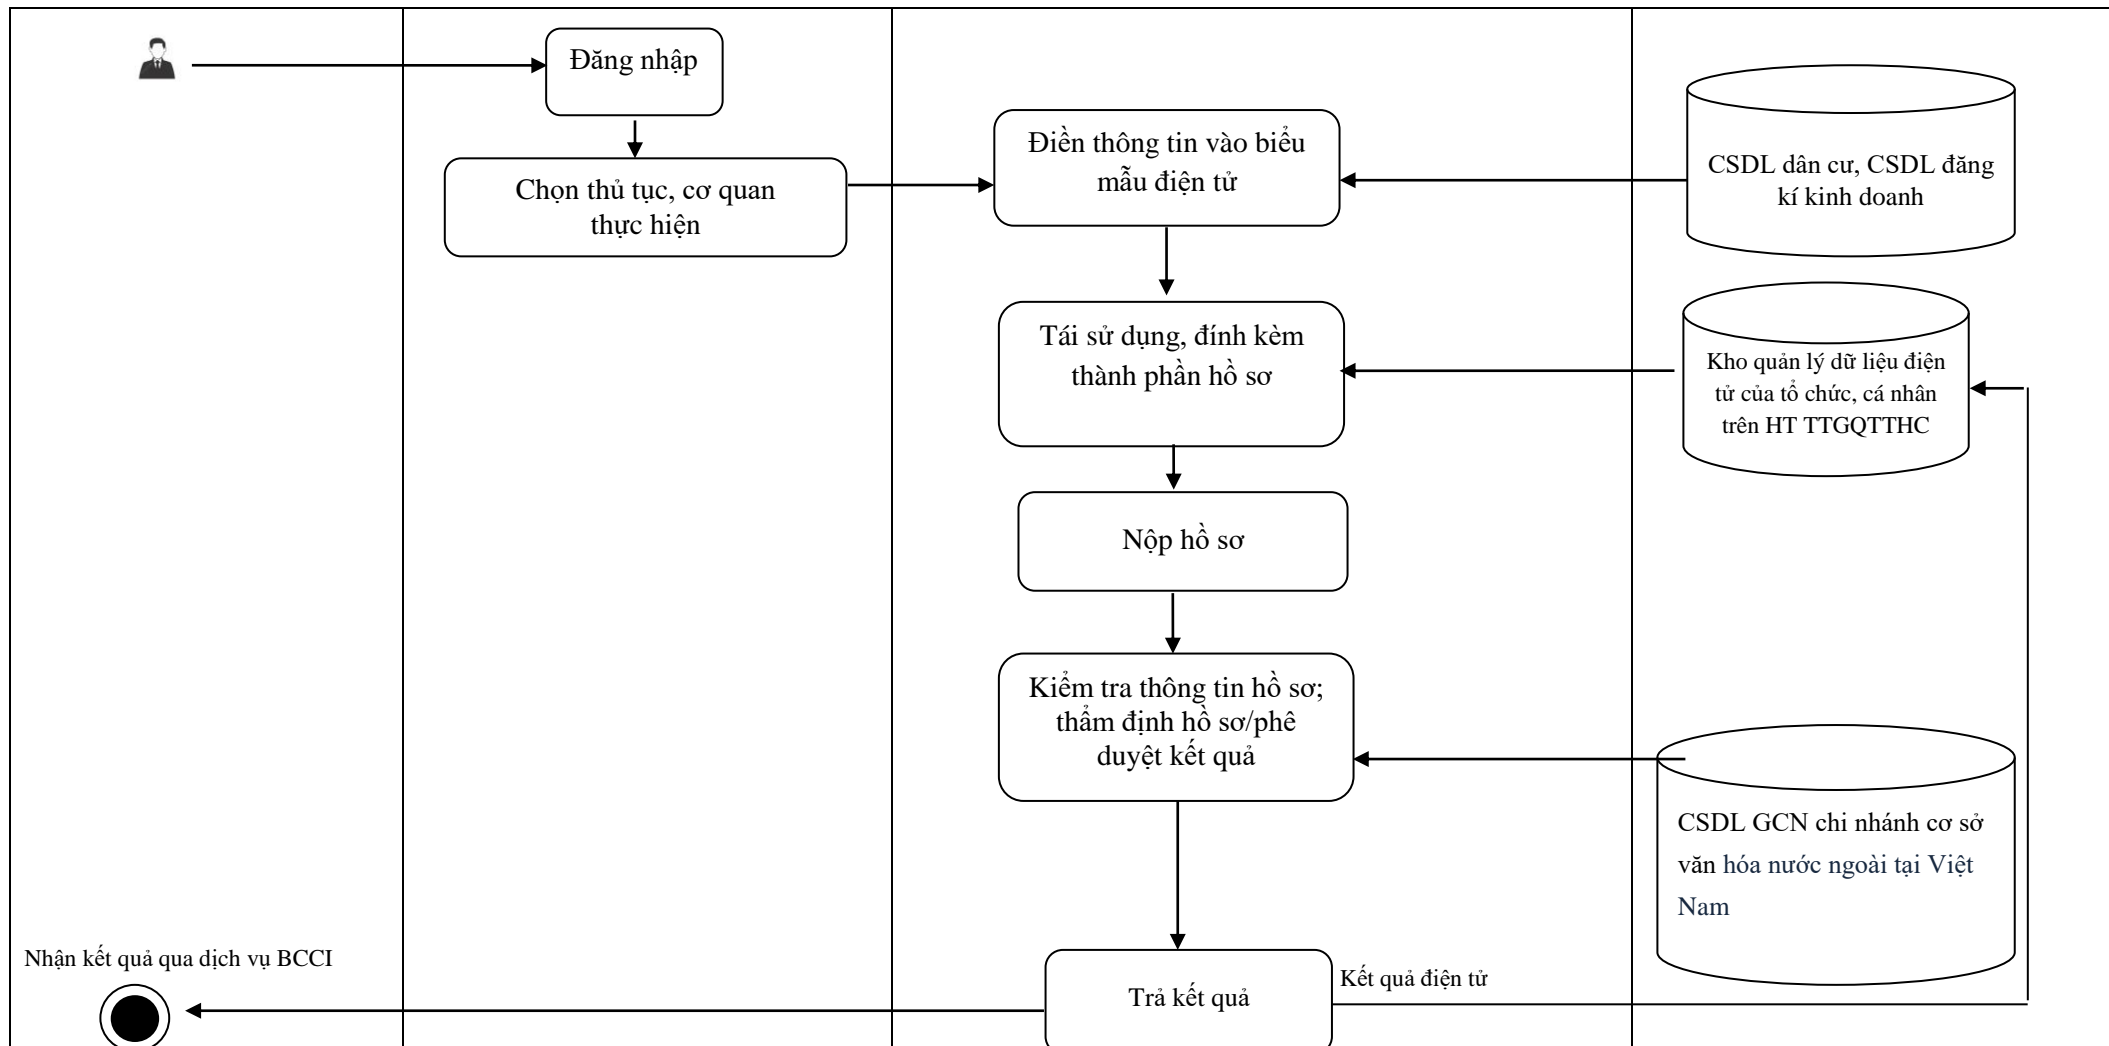 Đăng nhập
Chọn thủ tục, cơ quan
thực hiện
Điền thông tin vào biểu
mẫu điện tử
CSDL dân cư, CSDL đăng
kí kinh doanh
Tái sử dụng, đính kèm
thành phần hồ sơ
Kho quản lý dữ liệu điện
tử của tổ chức, cá nhân
trên HT TTGQTTHC
Nộp hồ sơ
Kiểm tra thông tin hồ sơ;
thẩm định hồ sơ/phê
duyệt kết quả
CSDL GCN chi nhánh cơ sở
văn hóa nước ngoài tại Việt
Nam
Nhận kết quả qua dịch vụ BCCI
Trả kết quả
Kết quả điện tử